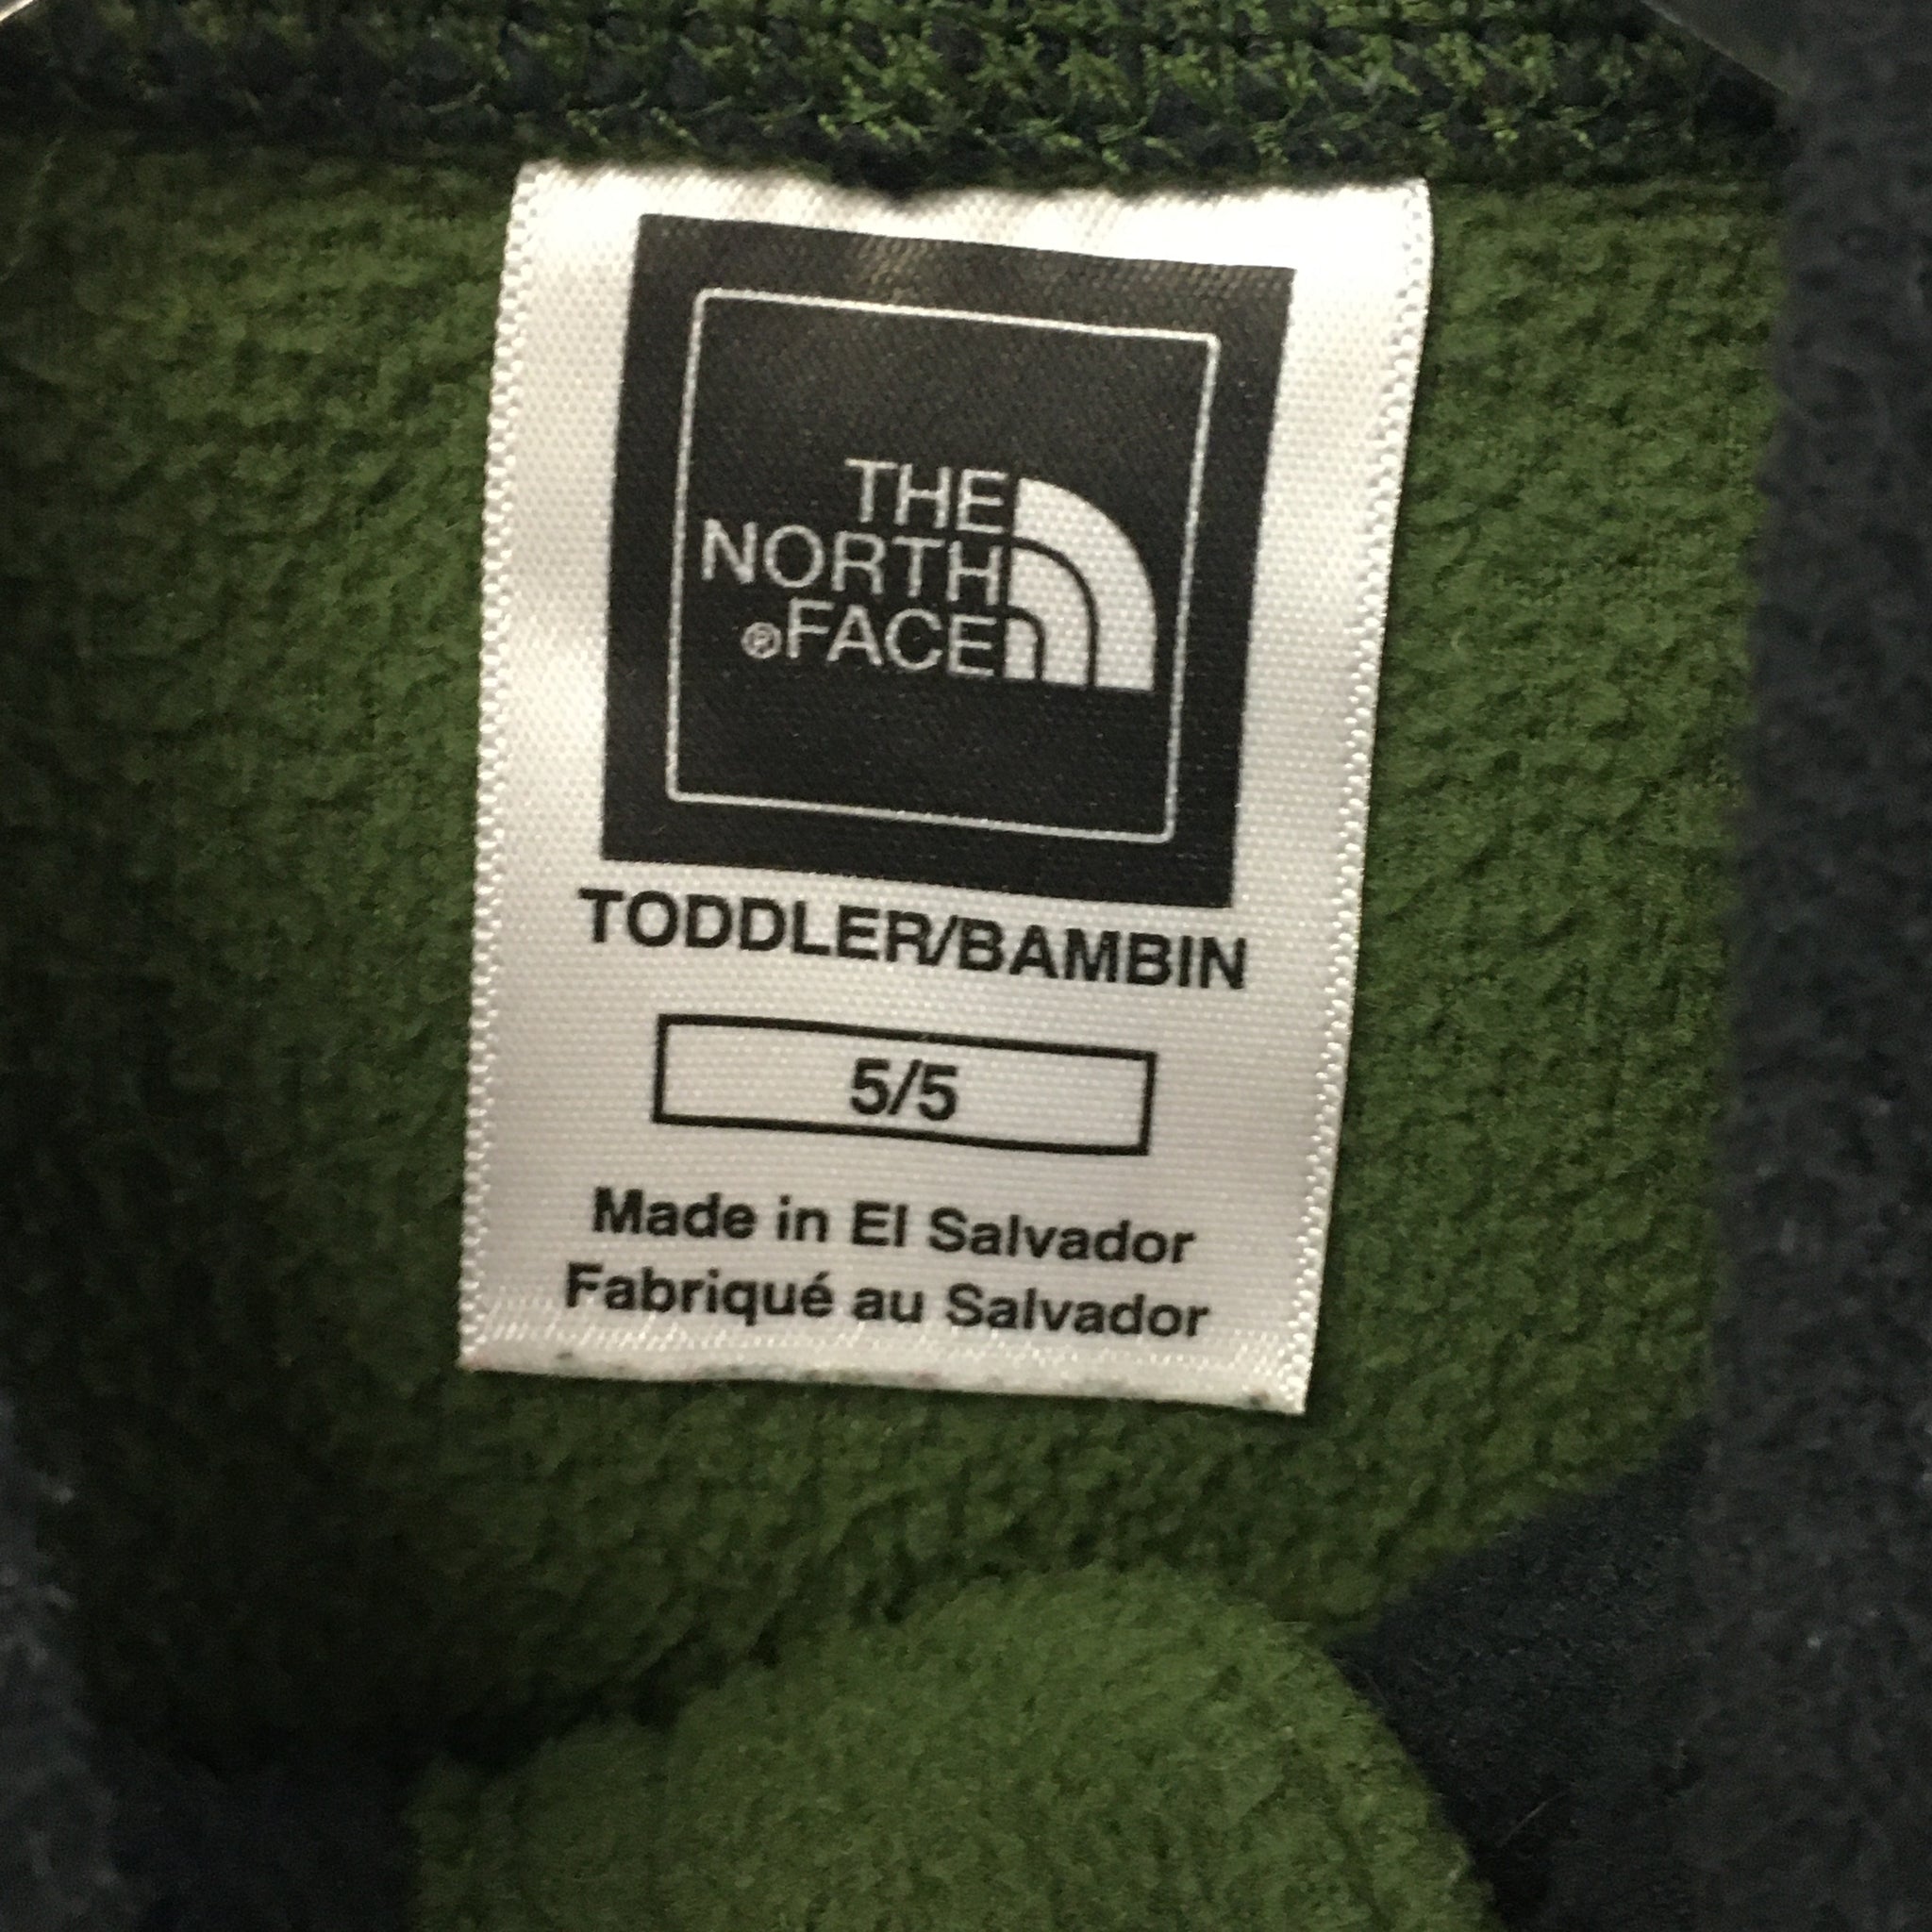 THE
NORTH
®FACE
TODDLER/BAMBIN
5/5
Made in El Salvador
Fabriqué au Salvador